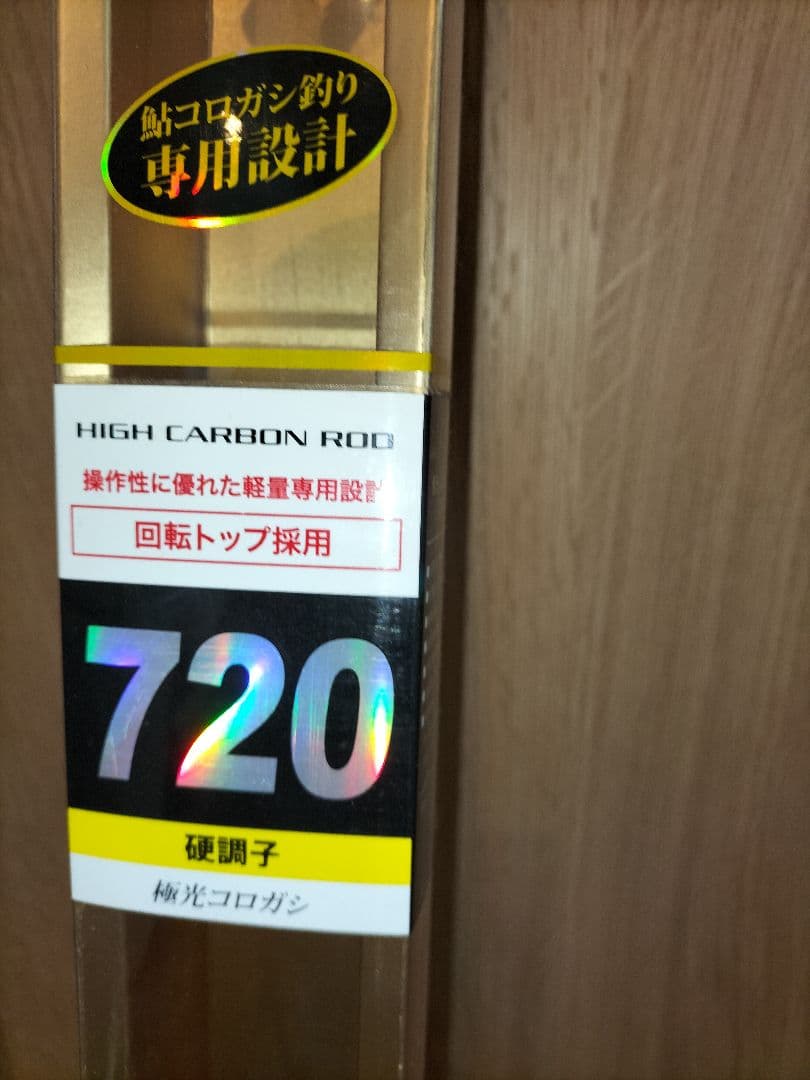 鮎コロガシ釣り
専用設計
HIGH CARBON ROD
操作性に優れた軽量専用設計
回転トップ採用
720
硬調子
極光コロガシ